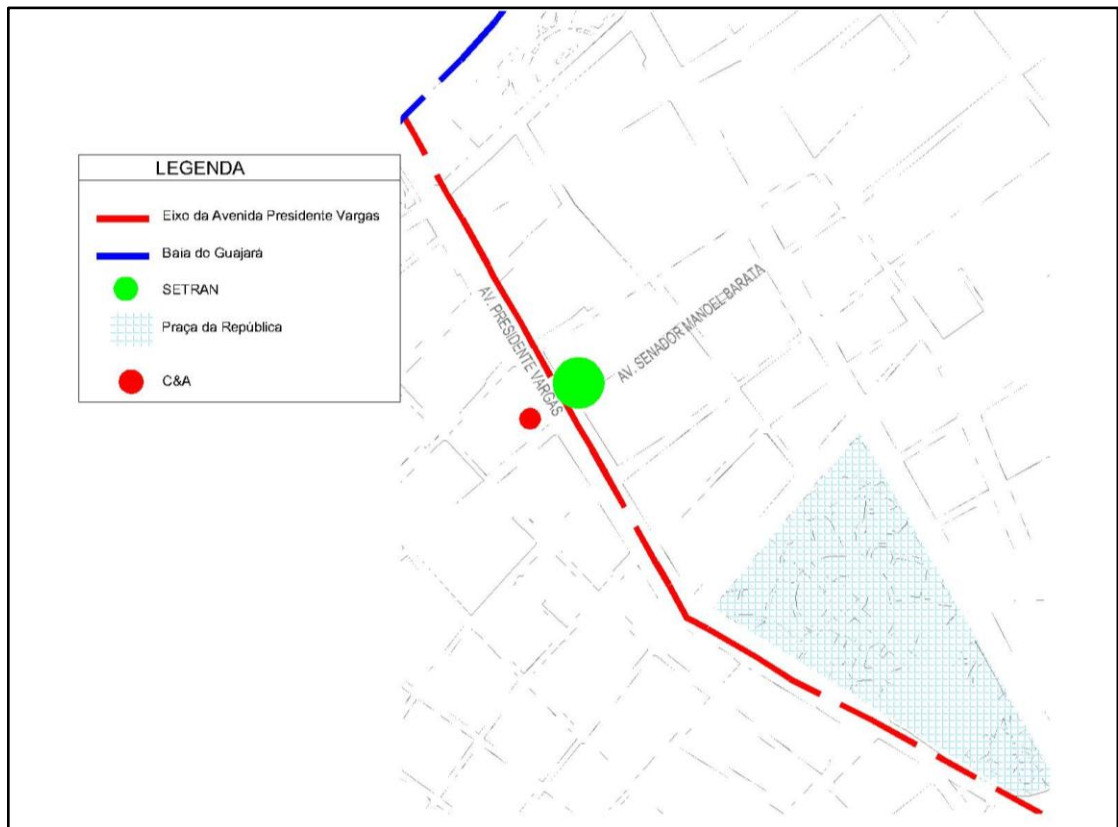 LEGENDA
Eixo da Avenida Presidente Vargas
Baía do Guajará
SETRAN
Praça da República
C&A
AV. PRESIDENTE VARGAS
AV. SENADOR MANOEL BARATA